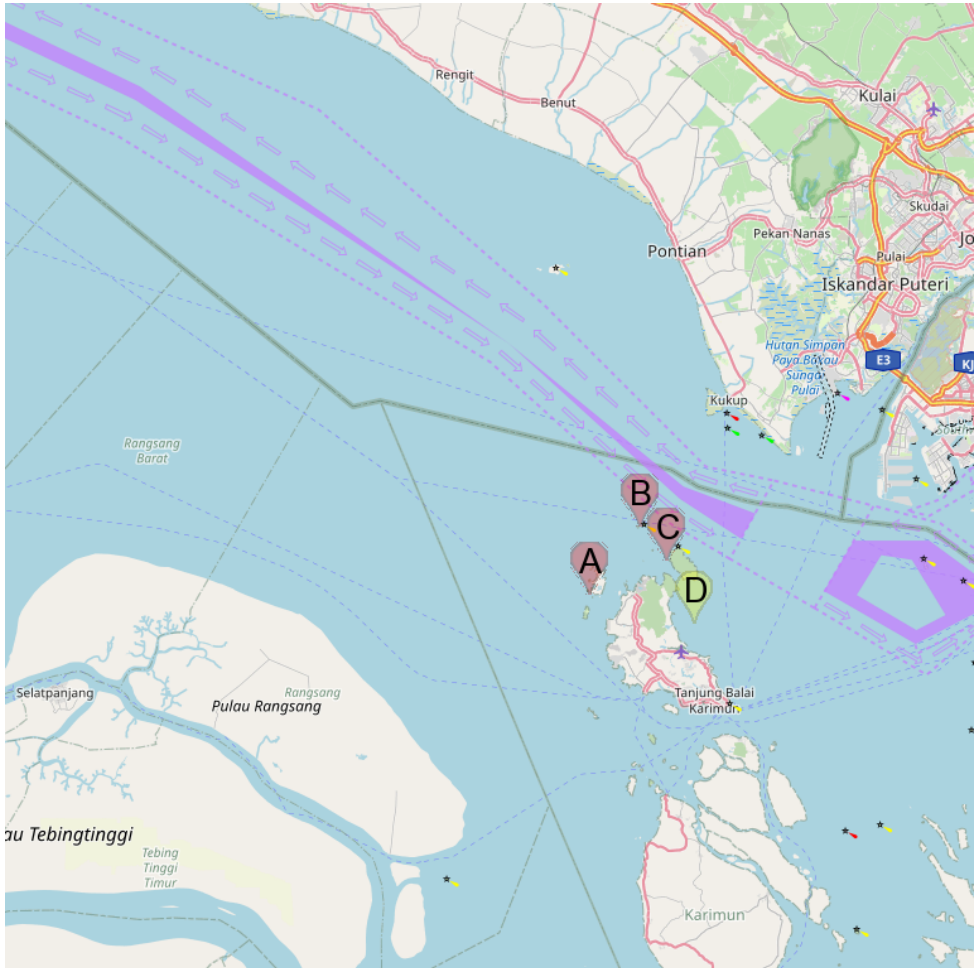 Rengit
Benut
Kulai
Skudai
Pekan Nanas
Jo
Pontian
Pulai
Iskandar Puteri
Hutan Simpan
Paya Bakau
Sungai
Pulai
E3
Kukup
Rangsang
Barat
B
C
A
D
Selatpanjang
Rangsang
Pulau Rangsang
Tanjung Balai
Karimun
au Tebingtinggi
Tebing
Tinggi
Timur
Karimun